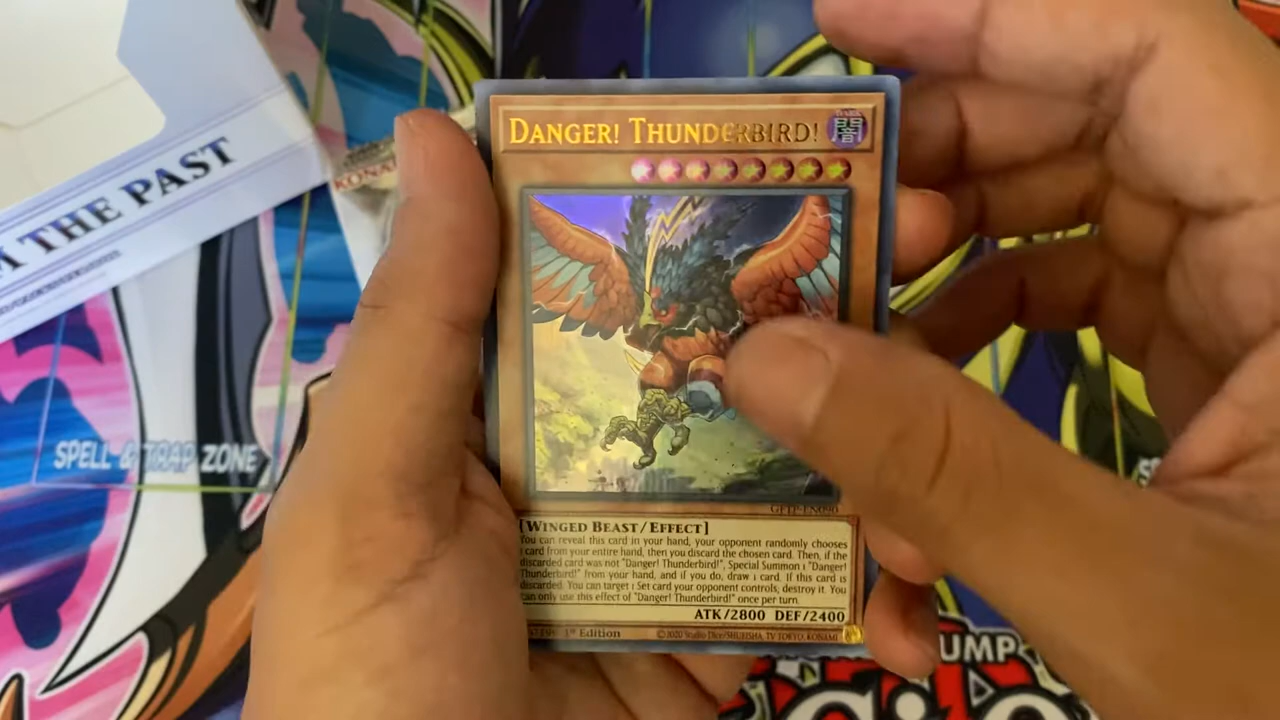 DANGER! THUNDERBIRD!
DARK
闇
M THE PAST
KONA
SPELL & TRAP ZONE
GFTP-EN090
[WINGED BEAST/EFFECT]
You can reveal this card in your hand, your opponent randomly chooses
1 card from your entire hand, then you discard the chosen card. Then, if the
discarded card was not "Danger! Thunderbird!", Special Summon 1 "Danger!
Thunderbird!" from your hand, and if you do, draw 1 card. If this card is
discarded: You can target 1 Set card your opponent controls; destroy it. You
can only use this effect of "Danger! Thunderbird!" once per turn.
ATK/2800 DEF/2400
1st Edition
©2020 Studio Dice/SHUEISHA, TV TOKYO, KONAMI
UMP